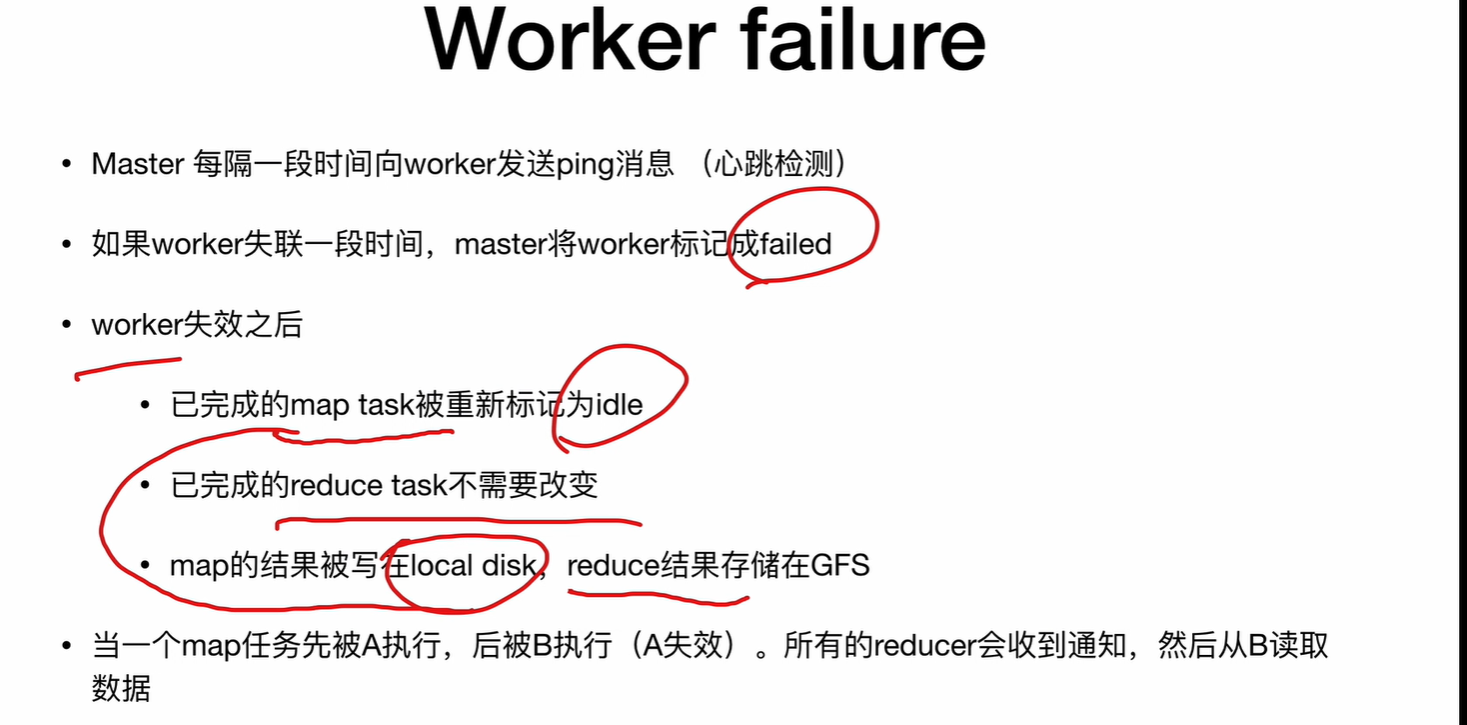 Worker failure
• Master 每隔一段时间向worker发送ping消息 （心跳检测）
• 如果worker失联一段时间，master将worker标记成failed
• worker失效之后
• 已完成的map task被重新标记为idle
• 已完成的reduce task不需要改变
• map的结果被写在local disk，reduce结果存储在GFS
• 当一个map任务先被A执行，后被B执行（A失效）。所有的reducer会收到通知，然后从B读取
数据